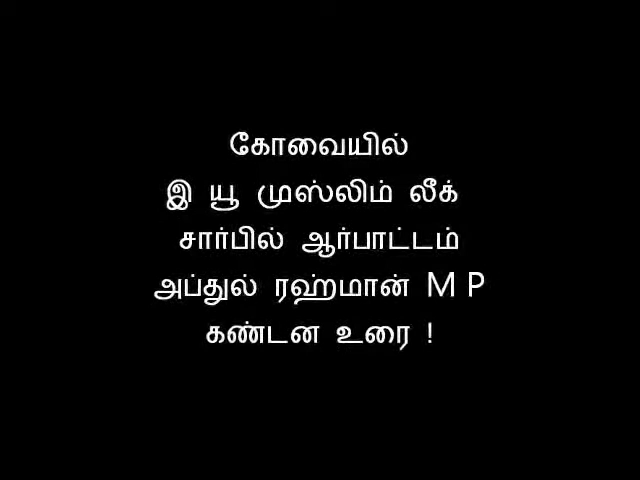 கோவையில்
இ யூ முஸ்லிம் லீக்
சார்பில் ஆர்பாட்டம்
அப்துல் ரஹ்மான் M P
கண்டன உரை !